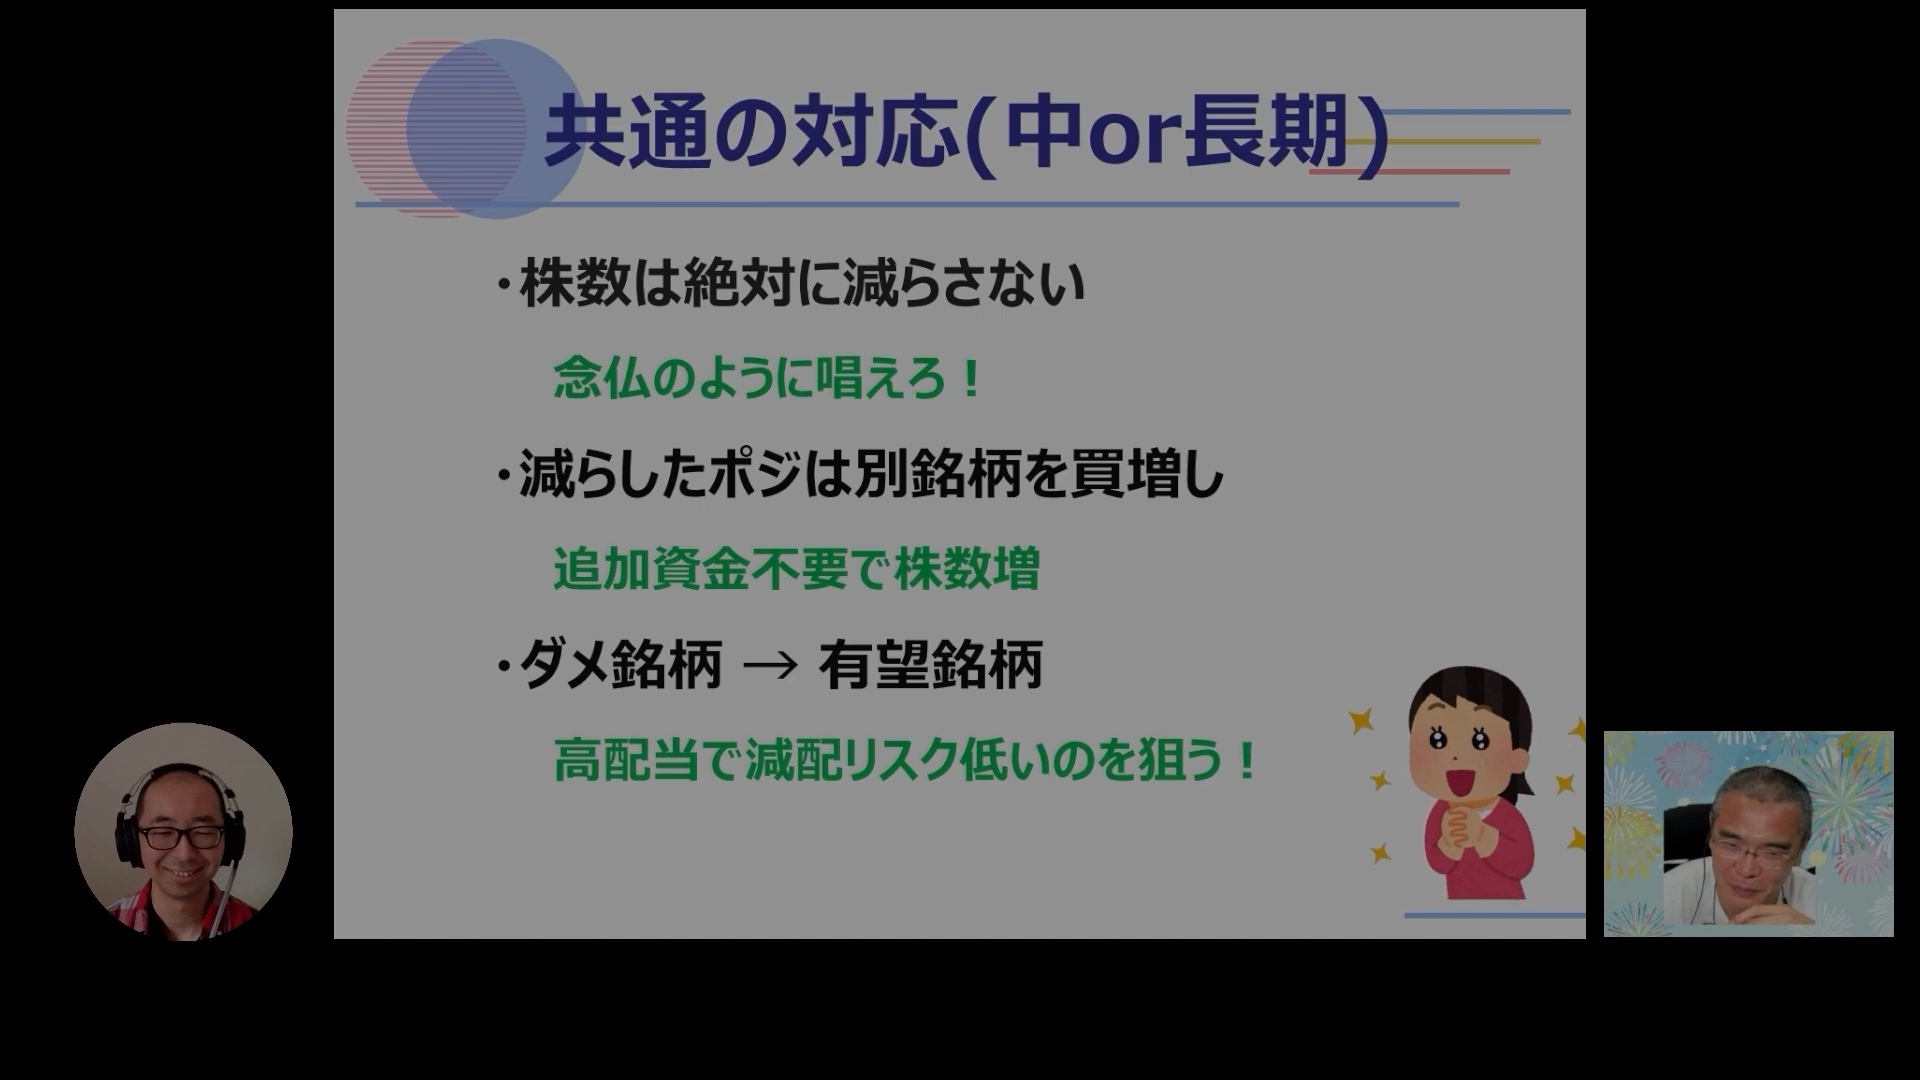 共通の対応(中or長期)
・株数は絶対に減らさない
念仏のように唱えろ！
・減らしたポジは別銘柄を買増し
追加資金不要で株数増
・ダメ銘柄 → 有望銘柄
高配当で減配リスク低いのを狙う！